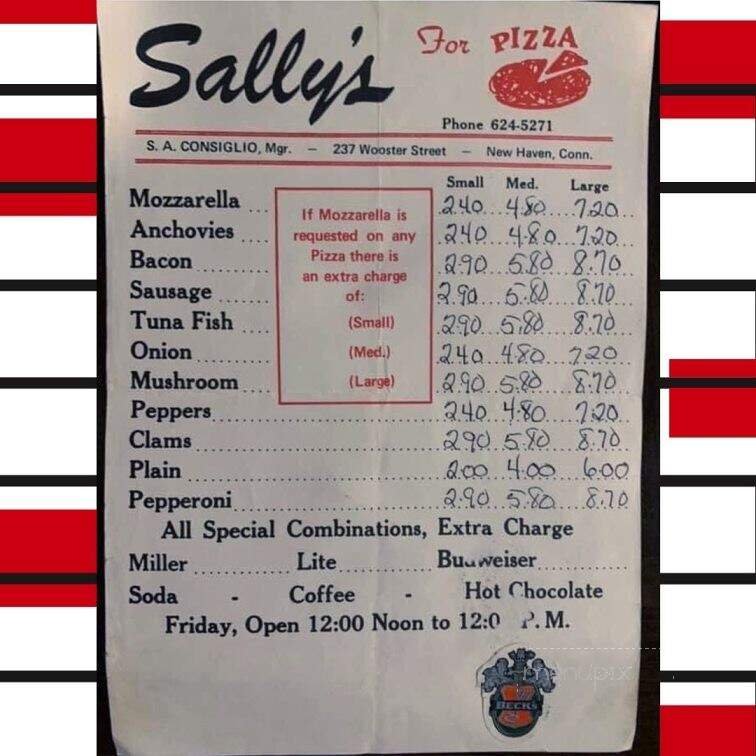 Sally's
For PIZZA
Phone 624-5271
S. A. CONSIGLIO, Mgr. — 237 Wooster Street — New Haven, Conn.
Small Med. Large
Mozzarella ... 2.40 ... 4.80 ... 7.20
Anchovies ... 2.40 ... 4.80 ... 7.20
Bacon ... 2.90 ... 5.80 ... 8.70
Sausage ... 2.90 ... 5.80 ... 8.70
Tuna Fish ... 2.90 ... 5.80 ... 8.70
Onion ... 2.40 ... 4.80 ... 7.20
Mushroom ... 2.90 ... 5.80 ... 8.70
Peppers ... 2.40 ... 4.80 ... 7.20
Clams ... 2.90 ... 5.80 ... 8.70
Plain ... 2.00 ... 4.00 ... 6.00
Pepperoni ... 2.90 ... 5.80 ... 8.70
If Mozzarella is
requested on any
Pizza there is
an extra charge
of:
(Small)
(Med.)
(Large)
All Special Combinations, Extra Charge
Miller ... Lite ... Budweiser ...
Soda - Coffee - Hot Chocolate
Friday, Open 12:00 Noon to 12:0 P. M.
menupix
BECK'S